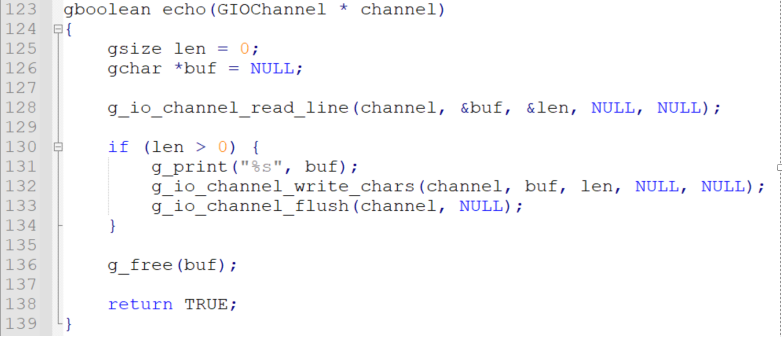 123 gboolean echo(GIOChannel * channel)
124 {
125     gsize len = 0;
126     gchar *buf = NULL;
127
128     g_io_channel_read_line(channel, &buf, &len, NULL, NULL);
129
130     if (len > 0) {
131         g_print("%s", buf);
132         g_io_channel_write_chars(channel, buf, len, NULL, NULL);
133         g_io_channel_flush(channel, NULL);
134     }
135
136     g_free(buf);
137
138     return TRUE;
139 }